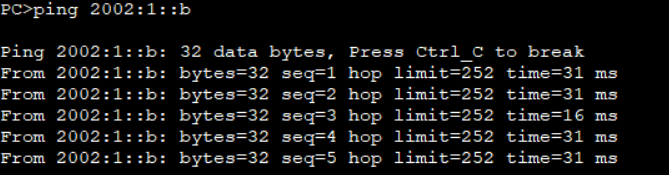 PC>ping 2002:1::b
Ping 2002:1::b: 32 data bytes, Press Ctrl_C to break
From 2002:1::b: bytes=32 seq=1 hop limit=252 time=31 ms
From 2002:1::b: bytes=32 seq=2 hop limit=252 time=31 ms
From 2002:1::b: bytes=32 seq=3 hop limit=252 time=16 ms
From 2002:1::b: bytes=32 seq=4 hop limit=252 time=31 ms
From 2002:1::b: bytes=32 seq=5 hop limit=252 time=31 ms